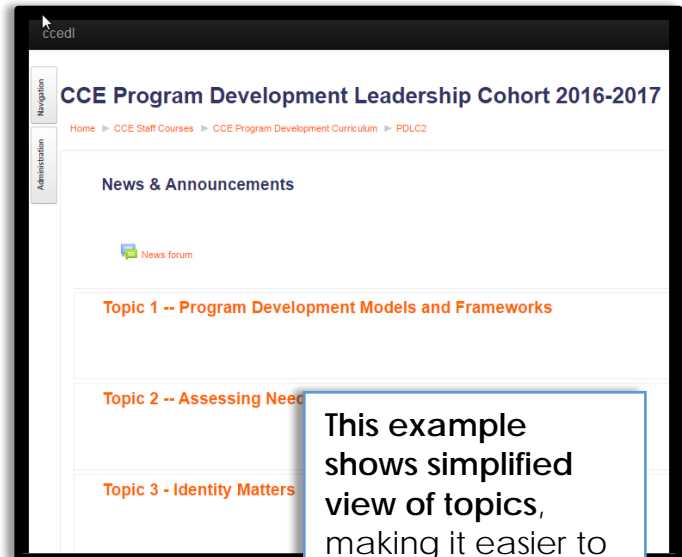 ccedl
Navigation
Administration
CCE Program Development Leadership Cohort 2016-2017
Home ▶ CCE Staff Courses ▶ CCE Program Development Curriculum ▶ PDLC2
News & Announcements
News forum
Topic 1 -- Program Development Models and Frameworks
Topic 2 -- Assessing
Topic 3 - Identity Matters
This example
shows simplified
view of topics,
making it easier to